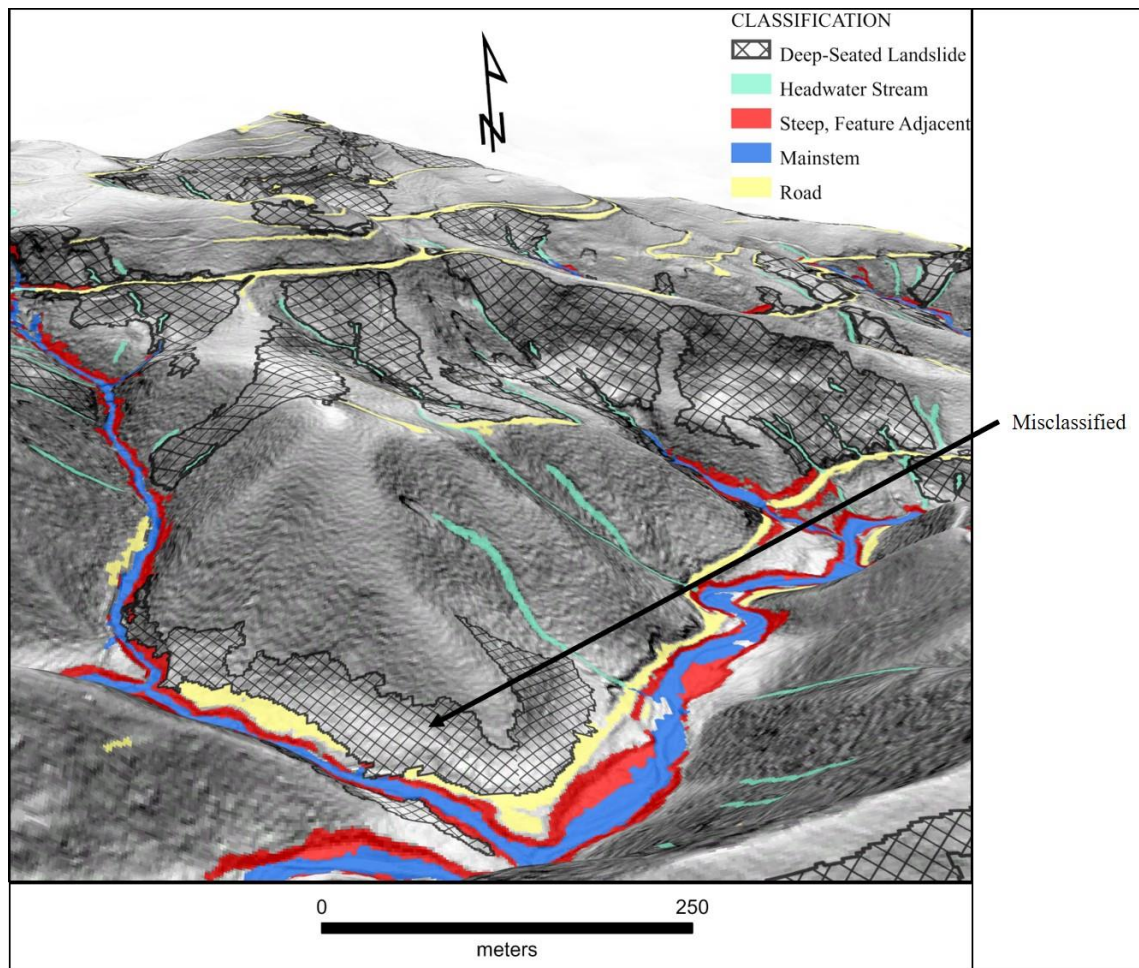 CLASSIFICATION
Deep-Seated Landslide
Headwater Stream
Steep, Feature Adjacent
Mainstem
Road
N
Misclassified
0 250
meters